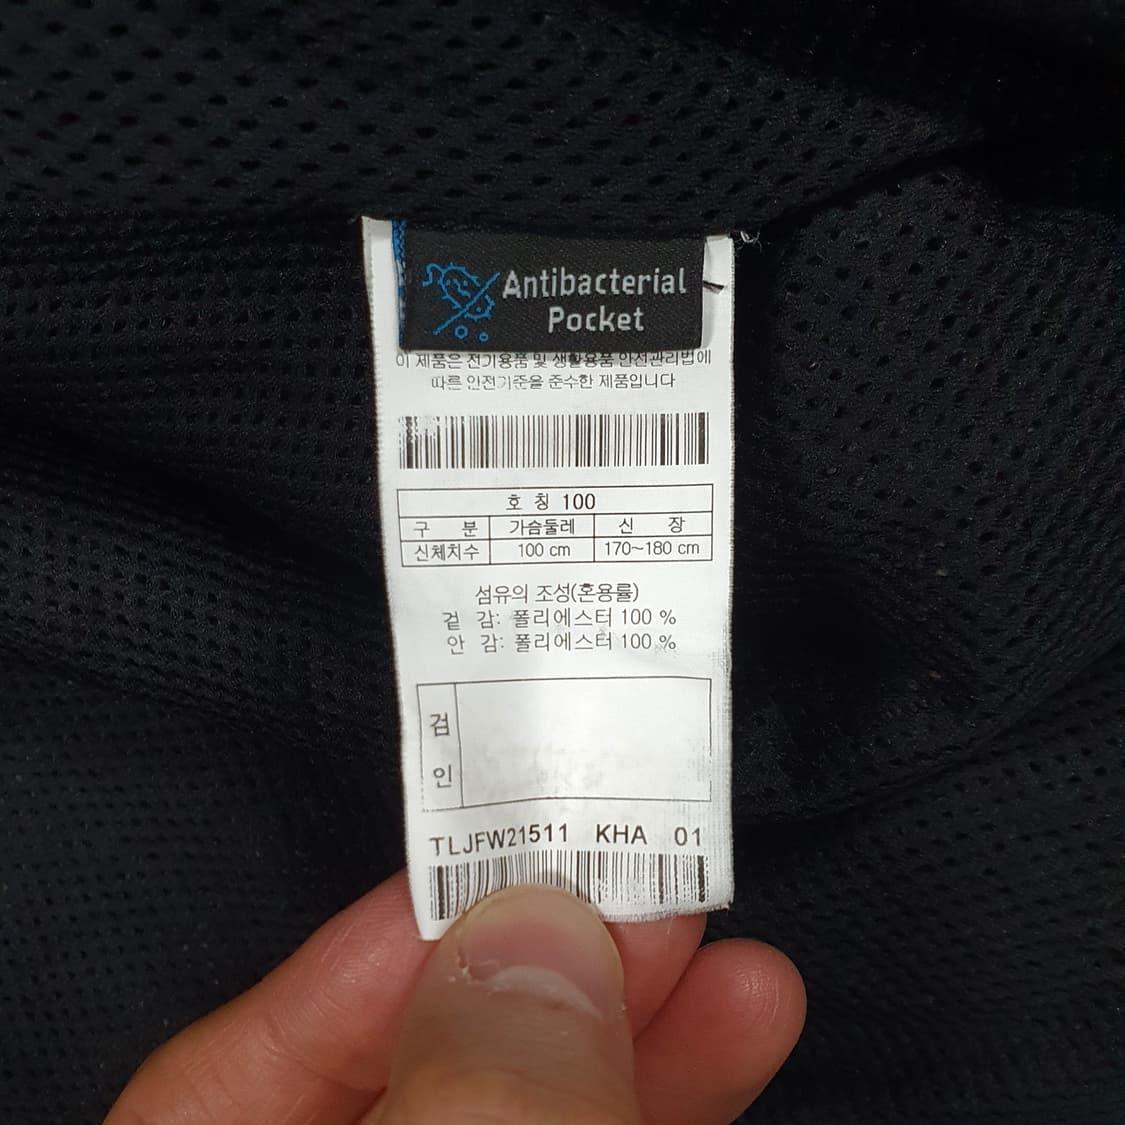 Antibacterial
Pocket
이 제품은 전기용품 및 생활용품 안전관리법에
따른 안전기준을 준수한 제품입니다
호 칭 100
구 분 가슴둘레 신 장
신체치수 100 cm 170~180 cm
섬유의 조성(혼용률)
겉 감: 폴리에스터 100 %
안 감: 폴리에스터 100 %
검
인
TLJFW21511 KHA 01